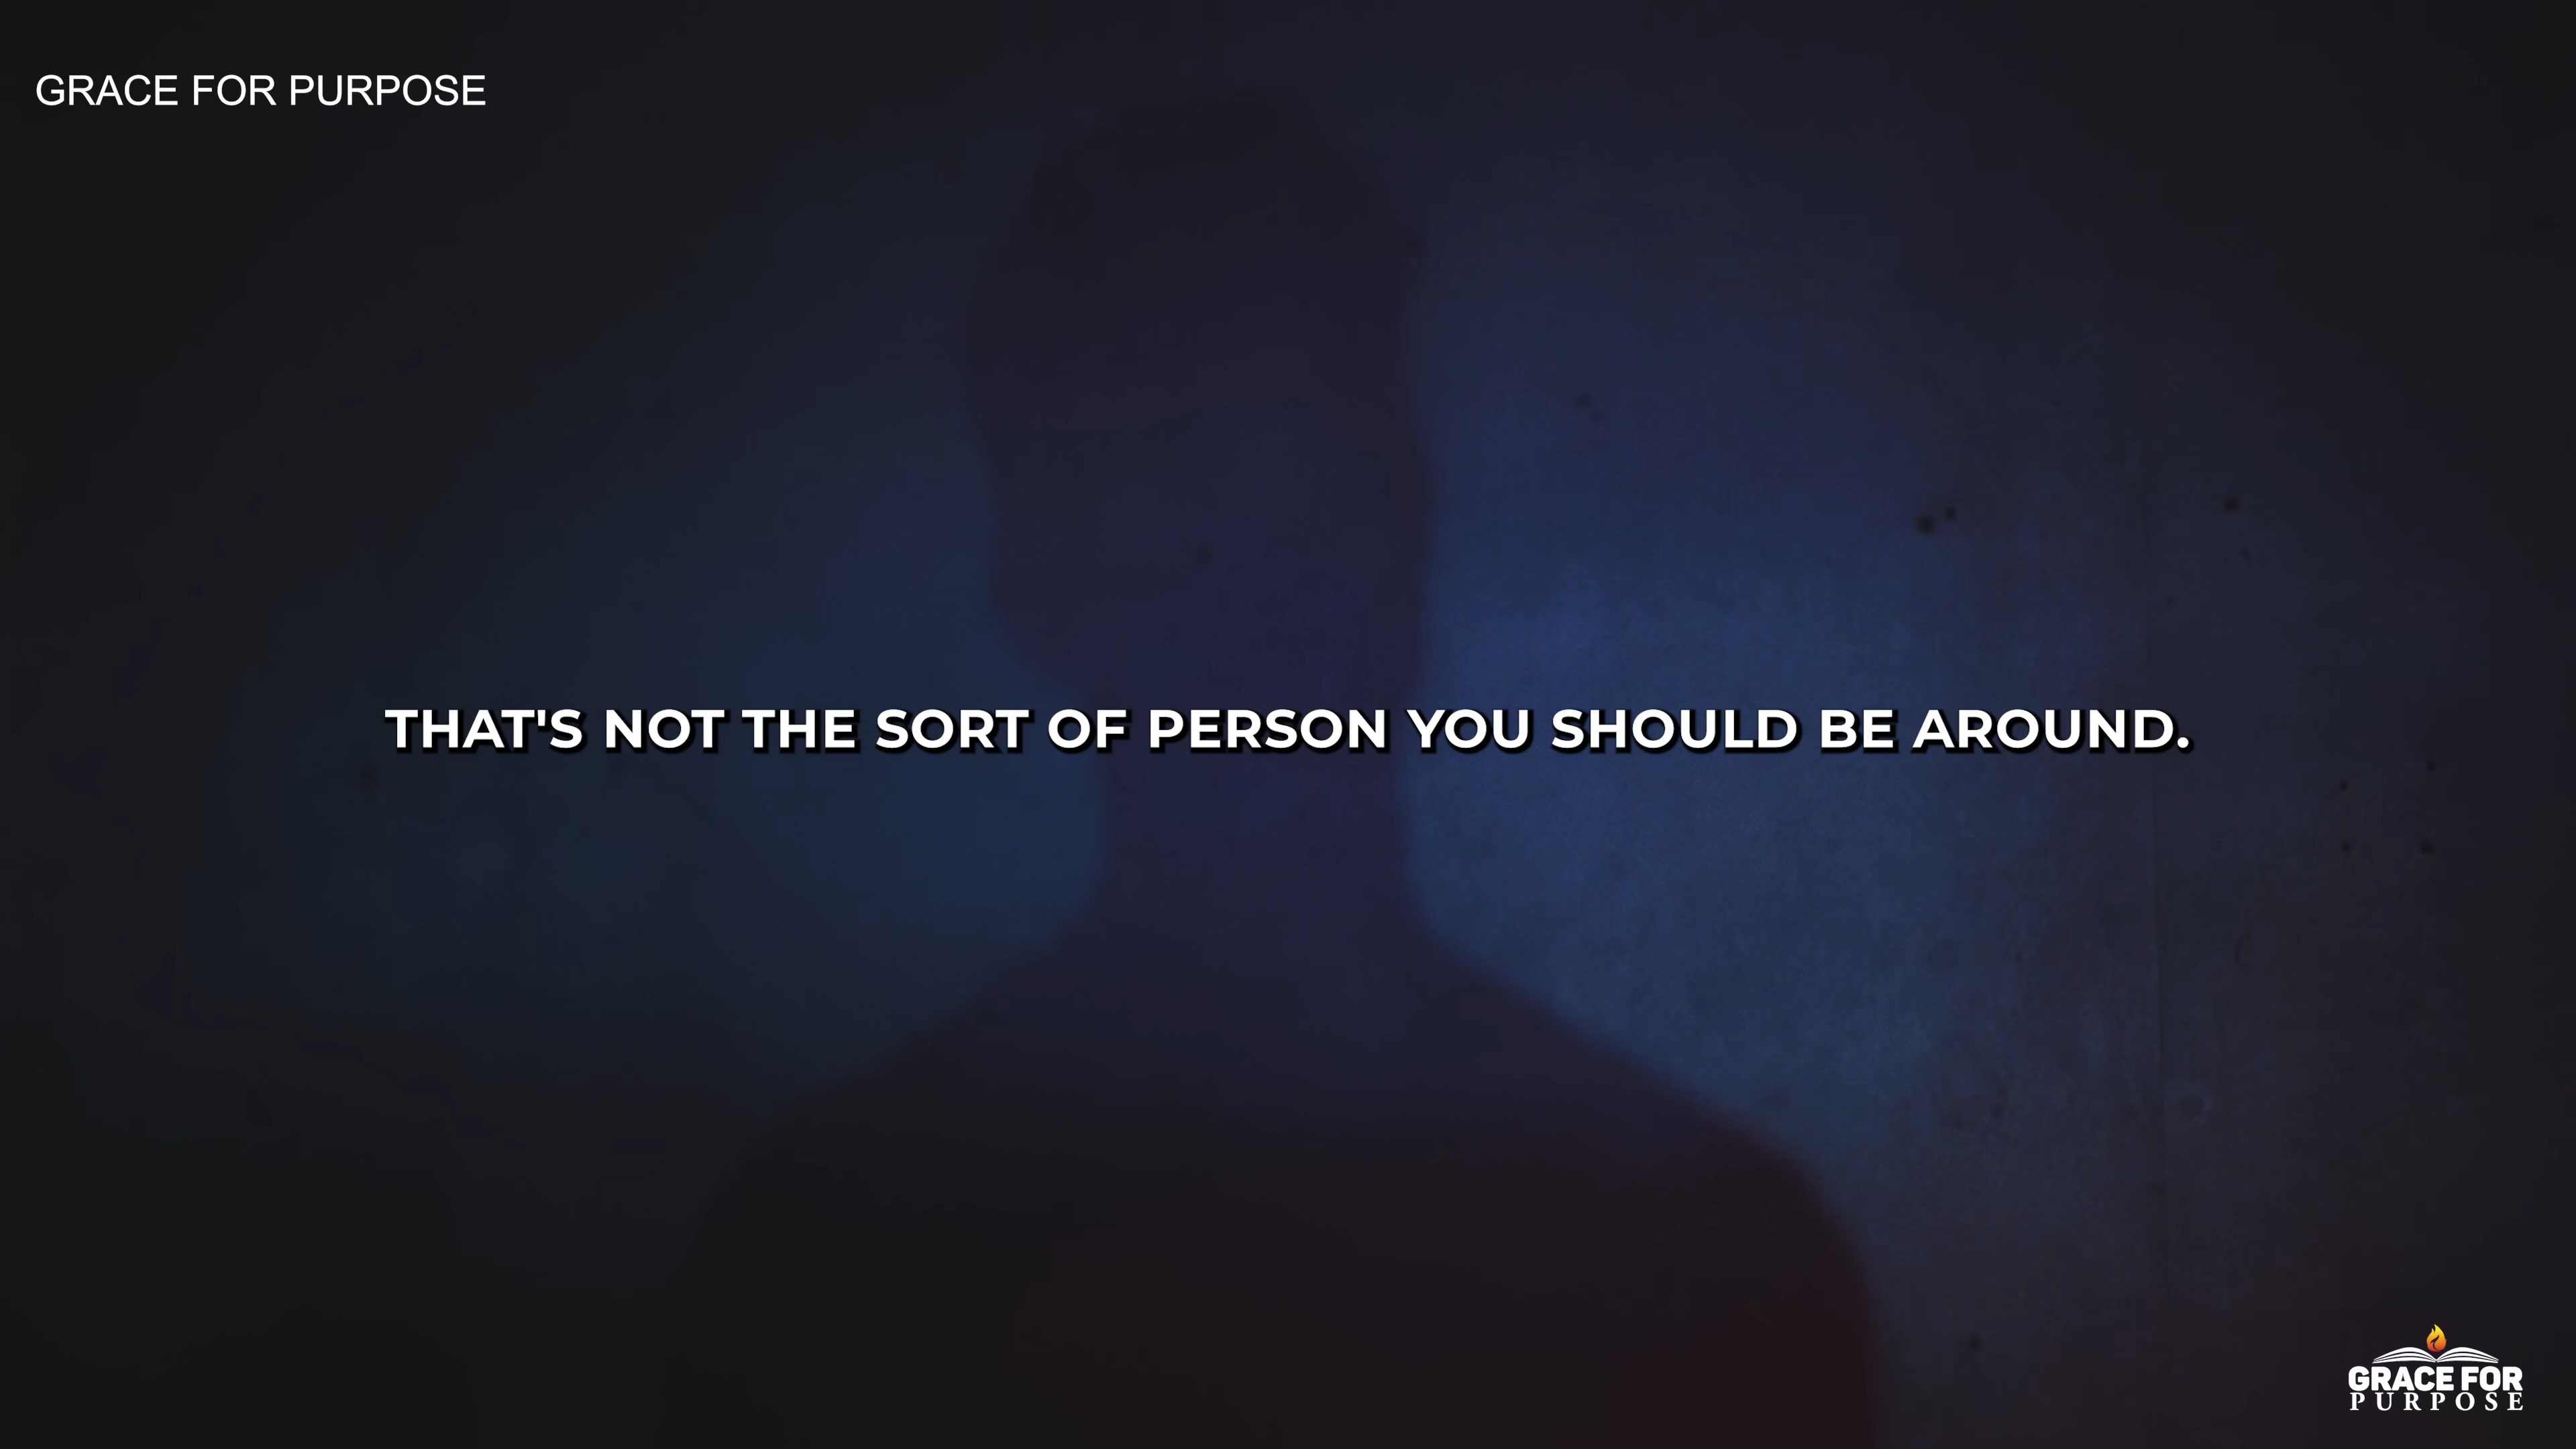 GRACE FOR PURPOSE
THAT'S NOT THE SORT OF PERSON YOU SHOULD BE AROUND.
GRACE FOR
PURPOSE